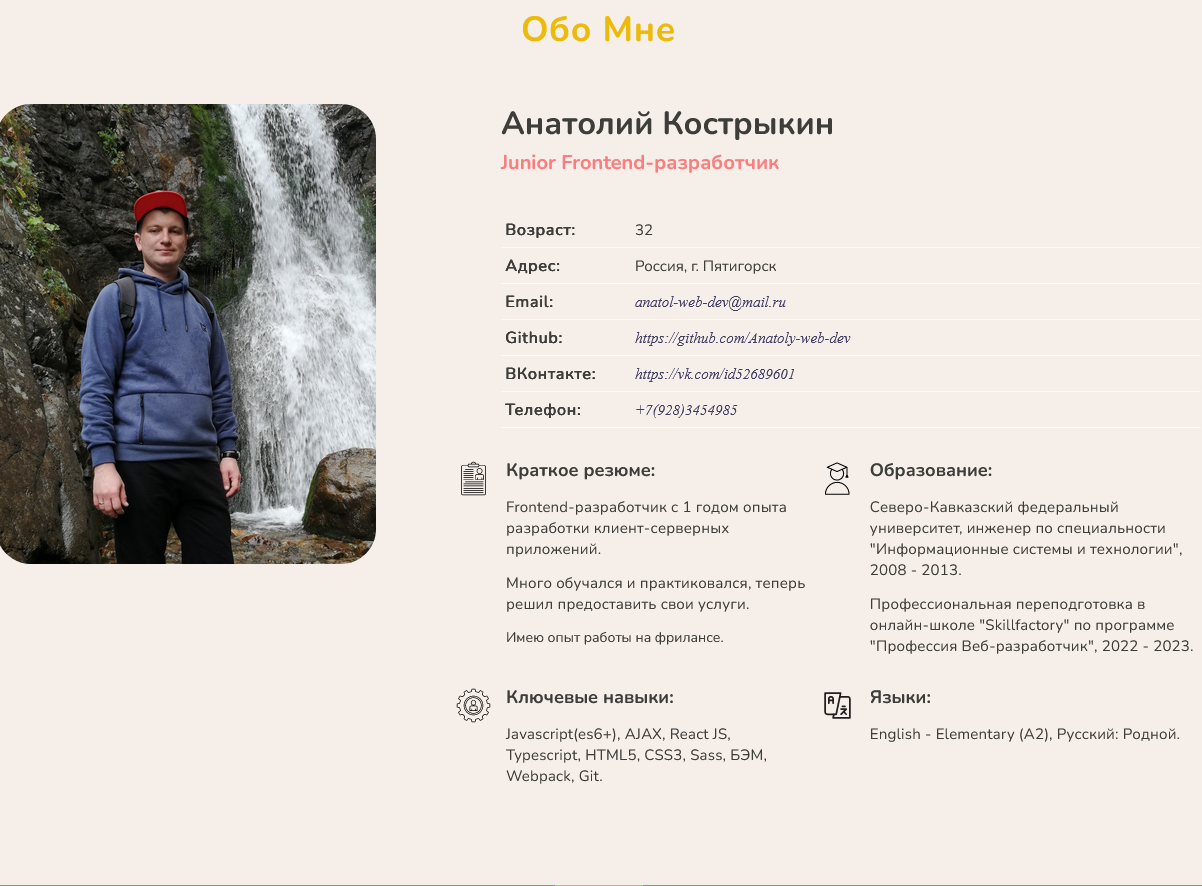 Обо Мне
Анатолий Кострыкин
Junior Frontend-разработчик
Возраст: 32
Адрес: Россия, г. Пятигорск
Email: anatol-web-dev@mail.ru
Github: https://github.com/Anatoly-web-dev
ВКонтакте: https://vk.com/id52689601
Телефон: +7(928)3454985
Краткое резюме:
Frontend-разработчик с 1 годом опыта
разработки клиент-серверных
приложений.
Много обучался и практиковался, теперь
решил предоставить свои услуги.
Имею опыт работы на фрилансе.
Образование:
Северо-Кавказский федеральный
университет, инженер по специальности
"Информационные системы и технологии",
2008 - 2013.
Профессиональная переподготовка в
онлайн-школе "Skillfactory" по программе
"Профессия Веб-разработчик", 2022 - 2023.
Ключевые навыки:
Javascript(es6+), AJAX, React JS,
Typescript, HTML5, CSS3, Sass, БЭМ,
Webpack, Git.
Языки:
English - Elementary (A2), Русский: Родной.